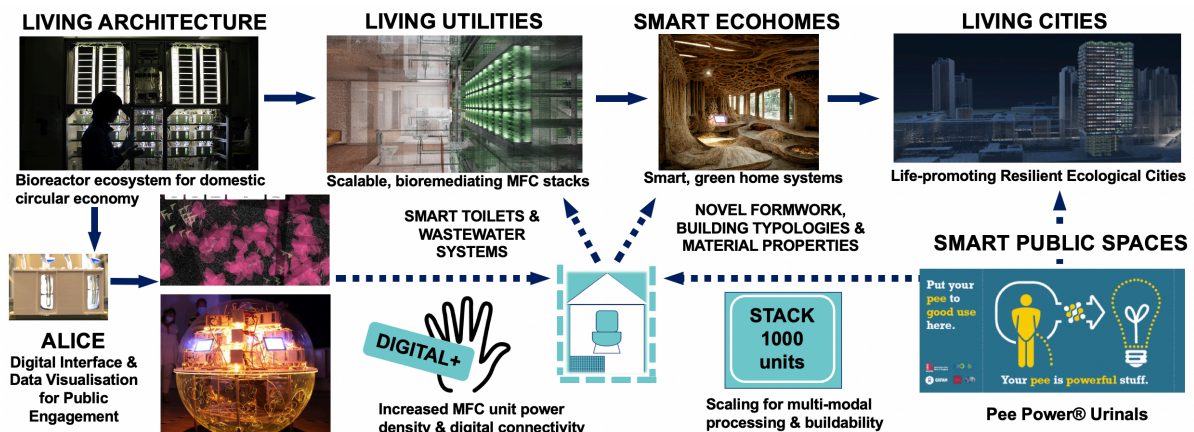 LIVING ARCHITECTURE
LIVING UTILITIES
SMART ECOHOMES
LIVING CITIES
Bioreactor ecosystem for domestic
circular economy
Scalable, bioremediating MFC stacks
Smart, green home systems
Life-promoting Resilient Ecological Cities
SMART TOILETS &
WASTEWATER
SYSTEMS
NOVEL FORMWORK,
BUILDING TYPOLOGIES &
MATERIAL PROPERTIES
SMART PUBLIC SPACES
ALICE
Digital Interface &
Data Visualisation
for Public
Engagement
DIGITAL+
Increased MFC unit power
density & digital connectivity
STACK
1000
units
Scaling for multi-modal
processing & buildability
Put your
pee to
good use
here.
OXFAM
Your pee is powerful stuff.
Pee Power® Urinals